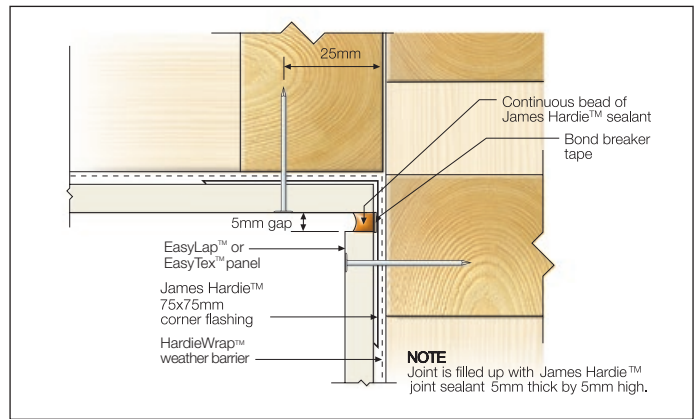 25mm
Continuous bead of
James Hardie™ sealant
Bond breaker
tape
5mm gap
EasyLap™ or
EasyTex™ panel
James Hardie™
75x75mm
corner flashing
HardieWrap™
weather barrier
NOTE
Joint is filled up with James Hardie™
joint sealant 5mm thick by 5mm high.